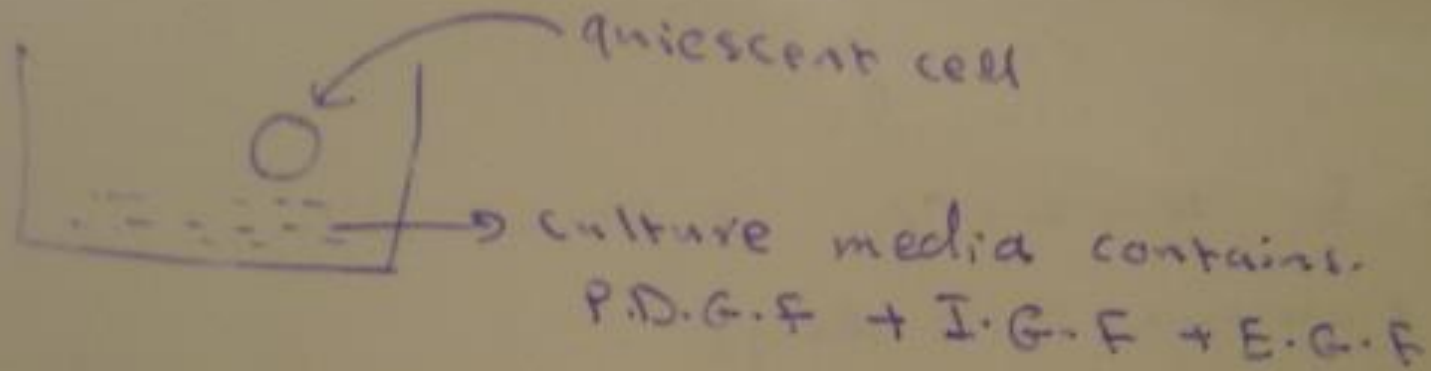 quiescent cell
culture media contains.
P.D.G.F + I.G.F + E.G.F